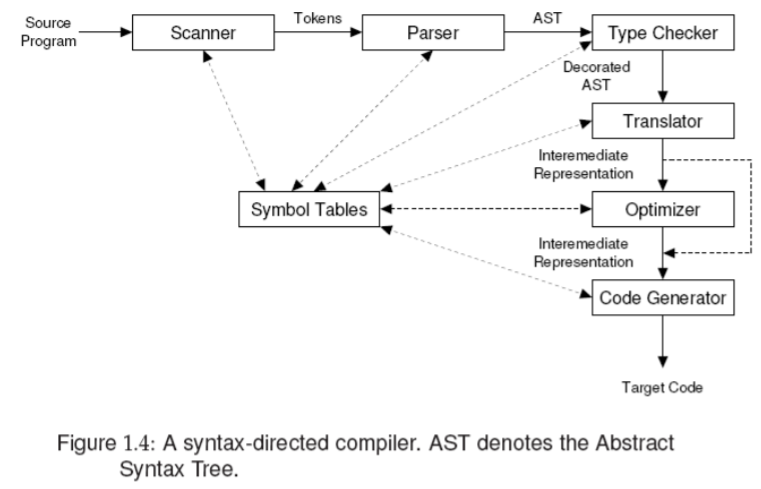 Source
Program
Scanner
Tokens
Parser
AST
Type Checker
Decorated
AST
Translator
Interemediate
Representation
Symbol Tables
Optimizer
Interemediate
Representation
Code Generator
Target Code
Figure 1.4: A syntax-directed compiler. AST denotes the Abstract
Syntax Tree.